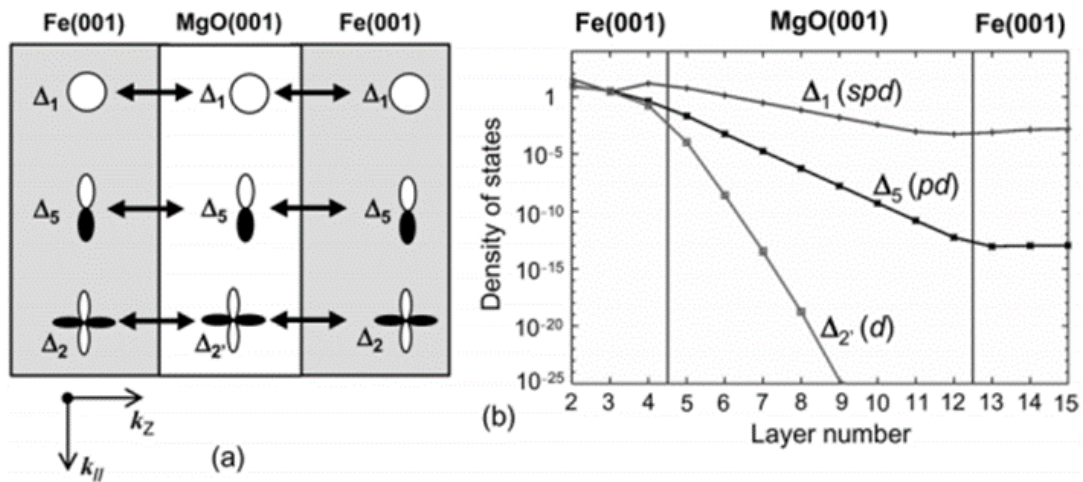 Fe(001) MgO(001) Fe(001)
Δ₁ Δ₁ Δ₁
Δ₅ Δ₅ Δ₅
Δ₂ Δ₂' Δ₂
k_Z
k_//
(a)
(b)
Fe(001) MgO(001) Fe(001)
Density of states
1
10⁻⁵
10⁻¹⁰
10⁻¹⁵
10⁻²⁰
10⁻²⁵
Δ₁ (spd)
Δ₅ (pd)
Δ₂' (d)
2 3 4 5 6 7 8 9 10 11 12 13 14 15
Layer number